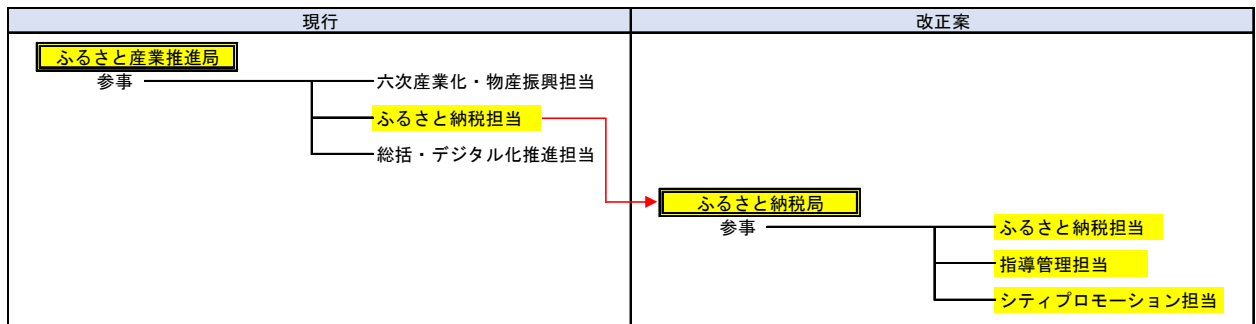 現行
改正案
ふるさと産業推進局
参事
六次産業化・物産振興担当
ふるさと納税担当
総括・デジタル化推進担当
ふるさと納税局
参事
ふるさと納税担当
指導管理担当
シティプロモーション担当